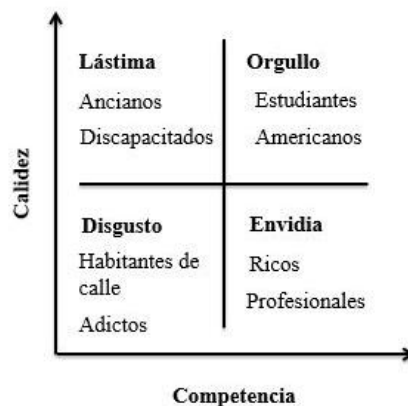 Calidez
Lástima
Ancianos
Discapacitados
Orgullo
Estudiantes
Americanos
Disgusto
Habitantes de
calle
Adictos
Envidia
Ricos
Profesionales
Competencia